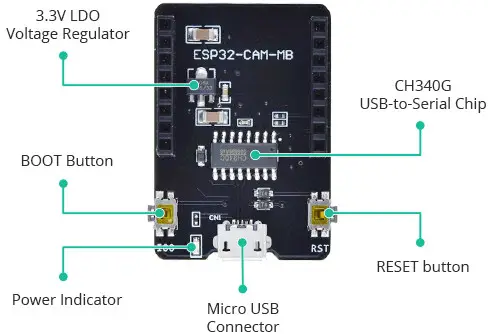 3.3V LDO
Voltage Regulator
ESP32-CAM-MB
CH340G
USB-to-Serial Chip
BOOT Button
CN1
RST
RESET button
Power Indicator
Micro USB
Connector